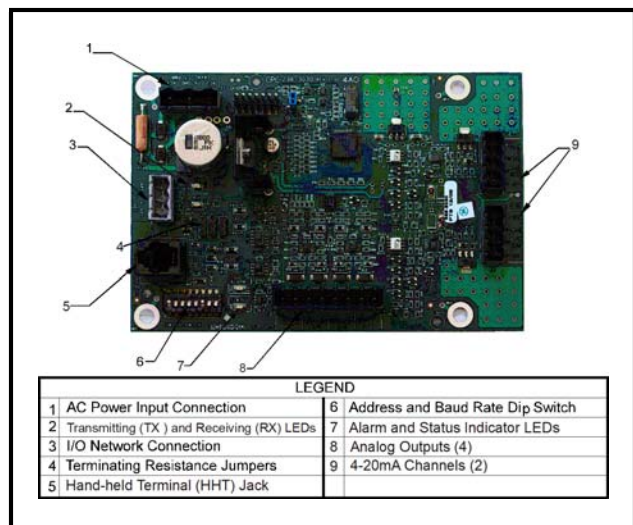 1
2
3
4
5
6
7
8
9
4AO
LEGEND
1 AC Power Input Connection
2 Transmitting (TX ) and Receiving (RX) LEDs
3 I/O Network Connection
4 Terminating Resistance Jumpers
5 Hand-held Terminal (HHT) Jack
6 Address and Baud Rate Dip Switch
7 Alarm and Status Indicator LEDs
8 Analog Outputs (4)
9 4-20mA Channels (2)